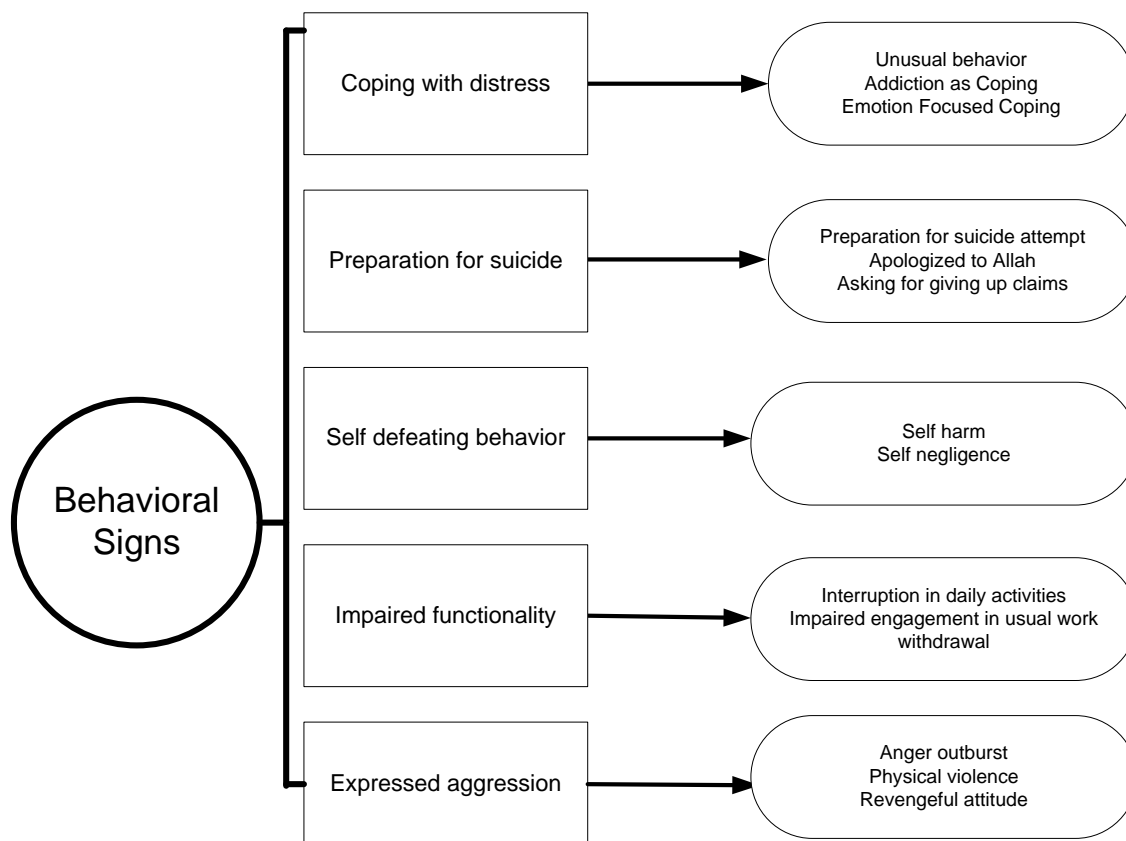 Behavioral
Signs
Coping with distress
Unusual behavior
Addiction as Coping
Emotion Focused Coping
Preparation for suicide
Preparation for suicide attempt
Apologized to Allah
Asking for giving up claims
Self defeating behavior
Self harm
Self negligence
Impaired functionality
Interruption in daily activities
Impaired engagement in usual work
withdrawal
Expressed aggression
Anger outburst
Physical violence
Revengeful attitude